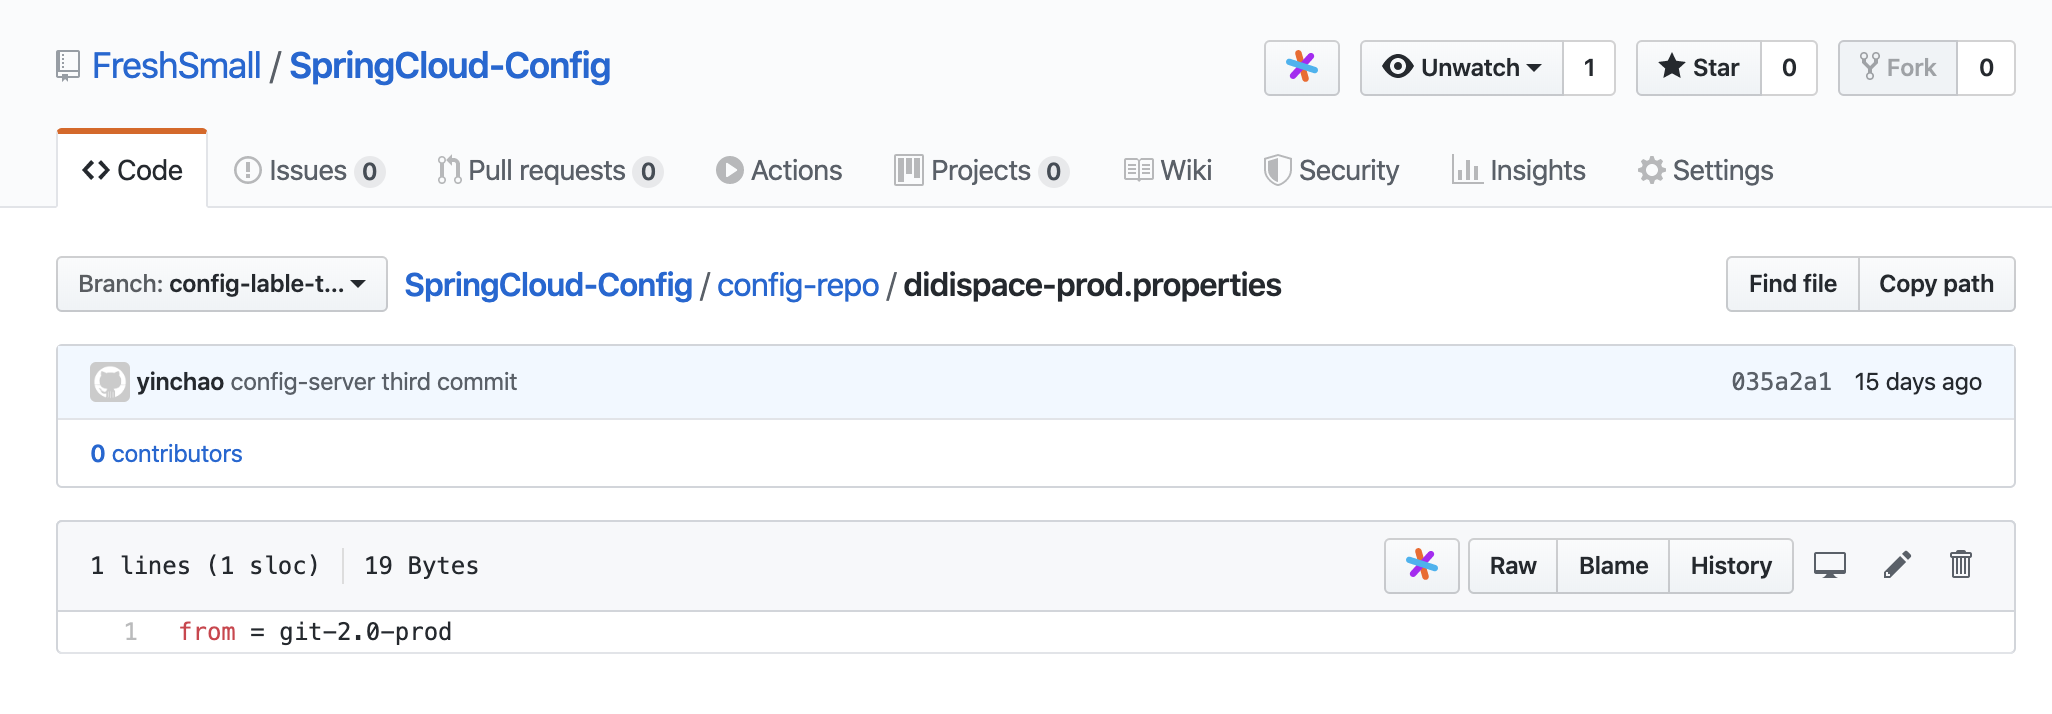 FreshSmall / SpringCloud-Config
Unwatch 1 Star 0 Fork 0
Code Issues 0 Pull requests 0 Actions Projects 0 Wiki Security Insights Settings
Branch: config-lable-t... SpringCloud-Config / config-repo / didispace-prod.properties Find file Copy path
yinchao config-server third commit 035a2a1 15 days ago
0 contributors
1 lines (1 sloc) 19 Bytes Raw Blame History
1 from = git-2.0-prod